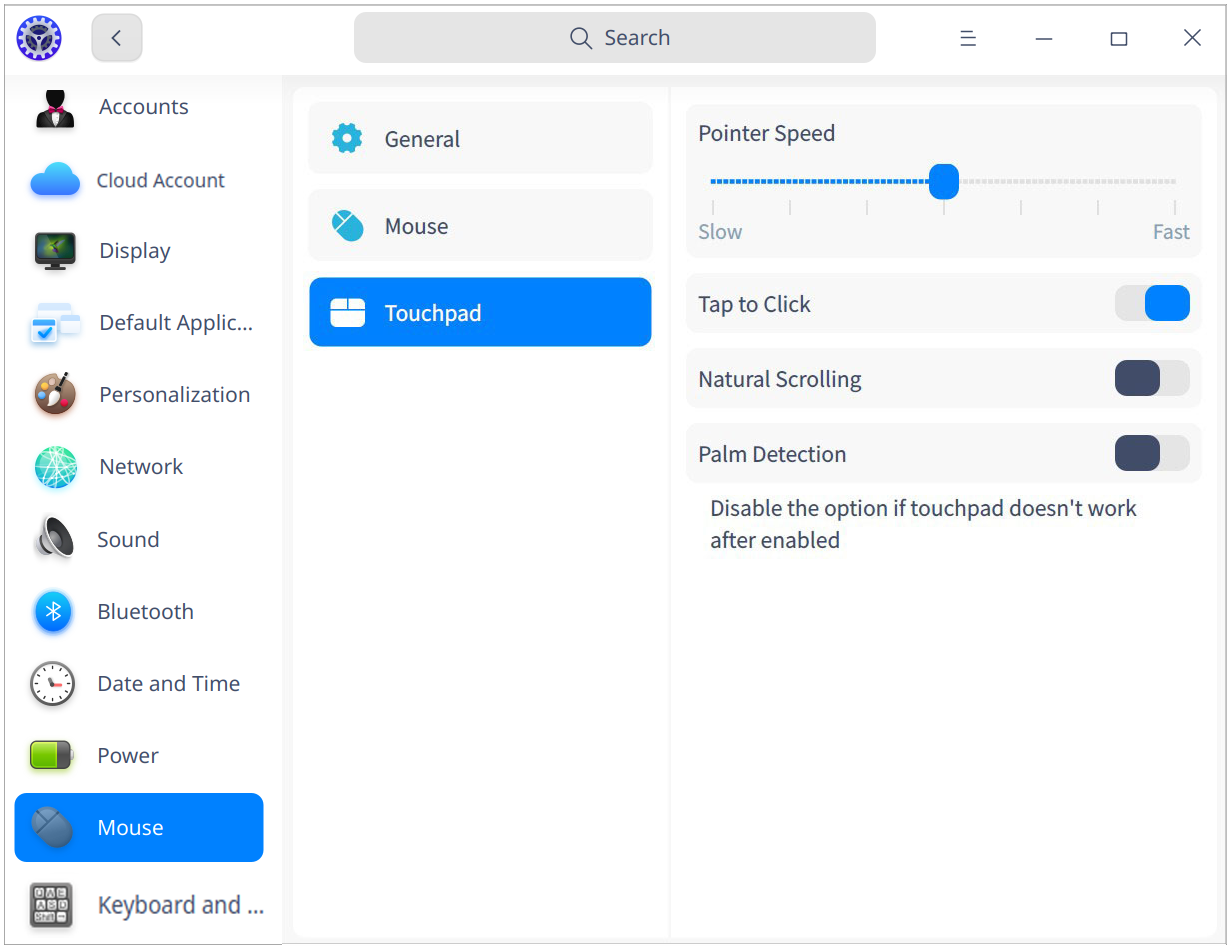 Search
Accounts
Cloud Account
Display
Default Applic...
Personalization
Network
Sound
Bluetooth
Date and Time
Power
Mouse
Keyboard and ...
General
Mouse
Touchpad
Pointer Speed
Slow Fast
Tap to Click
Natural Scrolling
Palm Detection
Disable the option if touchpad doesn't work
after enabled